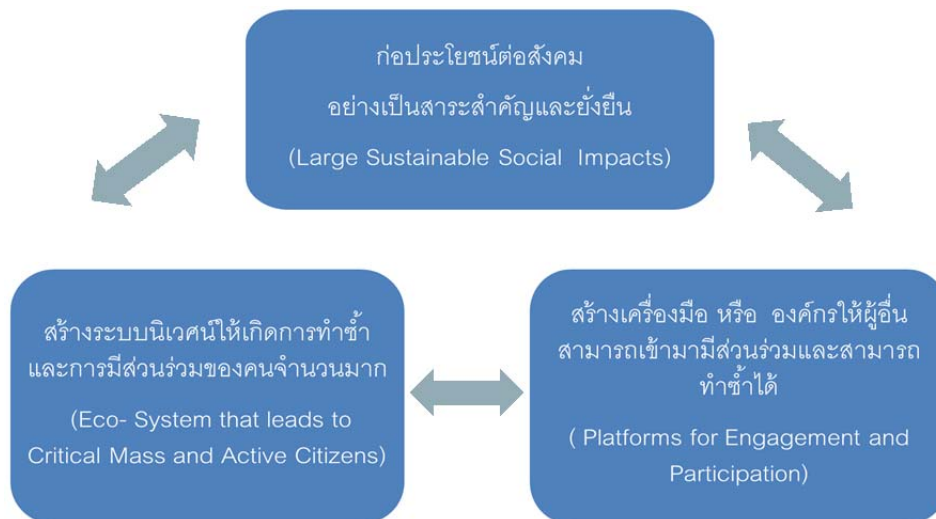 ก่อประโยชน์ต่อสังคม
อย่างเป็นสาระสำคัญและยั่งยืน
(Large Sustainable Social Impacts)
สร้างระบบนิเวศน์ให้เกิดการทำซ้ำ
และการมีส่วนร่วมของคนจำนวนมาก
(Eco- System that leads to
Critical Mass and Active Citizens)
สร้างเครื่องมือ หรือ องค์กรให้ผู้อื่น
สามารถเข้ามามีส่วนร่วมและสามารถ
ทำซ้ำได้
( Platforms for Engagement and
Participation)